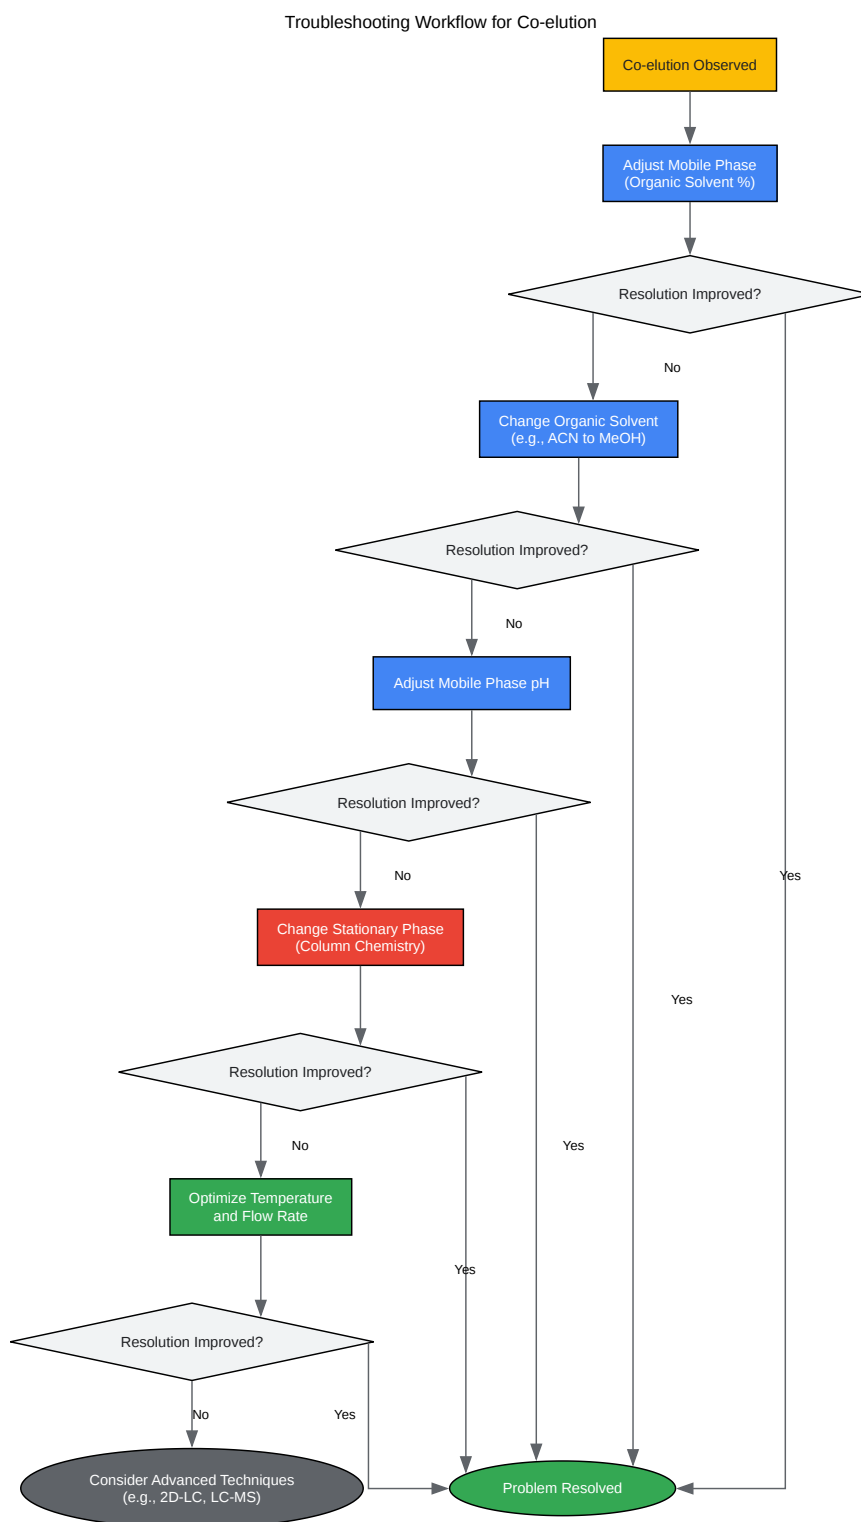 Troubleshooting Workflow for Co-elution
Co-elution Observed
Adjust Mobile Phase
(Organic Solvent %)
Resolution Improved?
No
Change Organic Solvent
(e.g., ACN to MeOH)
Resolution Improved?
No
Adjust Mobile Phase pH
Resolution Improved?
No
Yes
Change Stationary Phase
(Column Chemistry)
Yes
Resolution Improved?
No
Yes
Optimize Temperature
and Flow Rate
Yes
Resolution Improved?
No
Yes
Consider Advanced Techniques
(e.g., 2D-LC, LC-MS)
Problem Resolved